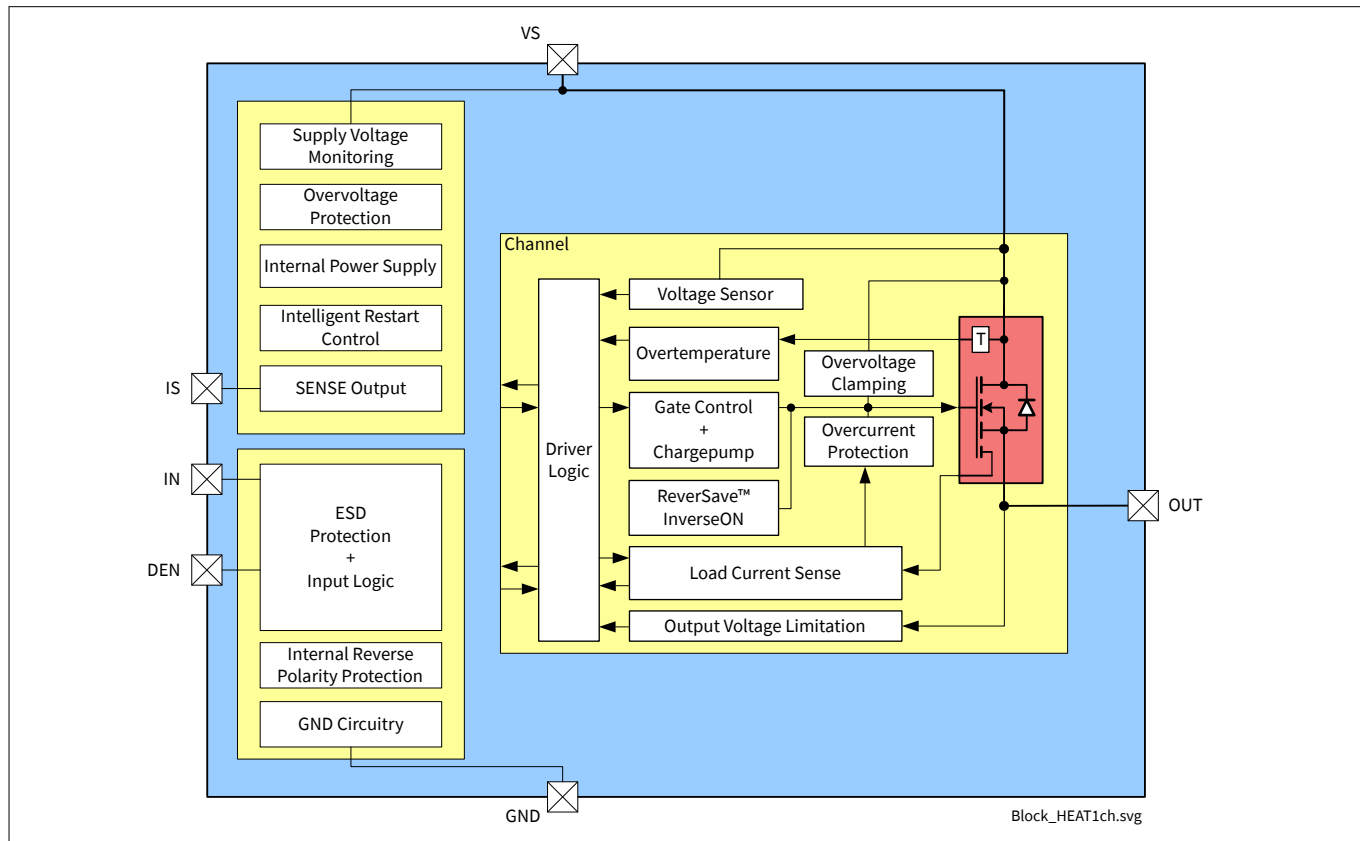 VS
Supply Voltage
Monitoring
Overvoltage
Protection
Internal Power Supply
Intelligent Restart
Control
SENSE Output
IS
IN
DEN
ESD
Protection
+
Input Logic
Internal Reverse
Polarity Protection
GND Circuitry
GND
Channel
Driver
Logic
Voltage Sensor
Overtemperature
Gate Control
+
Chargepump
ReverSave™
InverseON
Overvoltage
Clamping
Overcurrent
Protection
Load Current Sense
Output Voltage Limitation
T
OUT
Block_HEAT1ch.svg